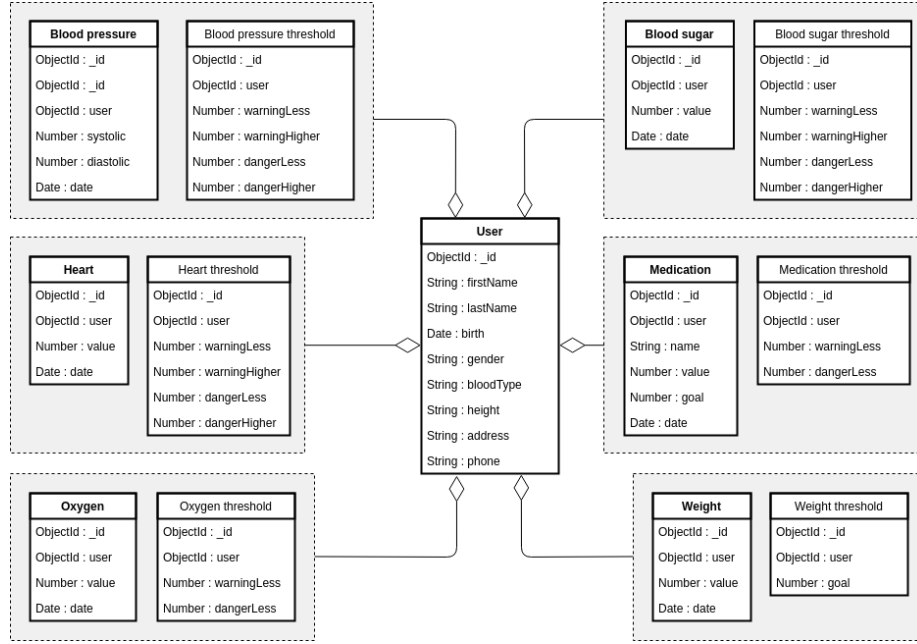 Blood pressure
ObjectId : _id
ObjectId : _id
ObjectId : user
Number : systolic
Number : diastolic
Date : date
Blood pressure threshold
ObjectId : _id
ObjectId : user
Number : warningLess
Number : warningHigher
Number : dangerLess
Number : dangerHigher
Blood sugar
ObjectId : _id
ObjectId : user
Number : value
Date : date
Blood sugar threshold
ObjectId : _id
ObjectId : user
Number : warningLess
Number : warningHigher
Number : dangerLess
Number : dangerHigher
Heart
ObjectId : _id
ObjectId : user
Number : value
Date : date
Heart threshold
ObjectId : _id
ObjectId : user
Number : warningLess
Number : warningHigher
Number : dangerLess
Number : dangerHigher
User
ObjectId : _id
String : firstName
String : lastName
Date : birth
String : gender
String : bloodType
String : height
String : address
String : phone
Medication
ObjectId : _id
ObjectId : user
String : name
Number : value
Number : goal
Date : date
Medication threshold
ObjectId : _id
ObjectId : user
Number : warningLess
Number : dangerLess
Oxygen
ObjectId : _id
ObjectId : user
Number : value
Date : date
Oxygen threshold
ObjectId : _id
ObjectId : user
Number : warningLess
Number : dangerLess
Weight
ObjectId : _id
ObjectId : user
Number : value
Date : date
Weight threshold
ObjectId : _id
ObjectId : user
Number : goal